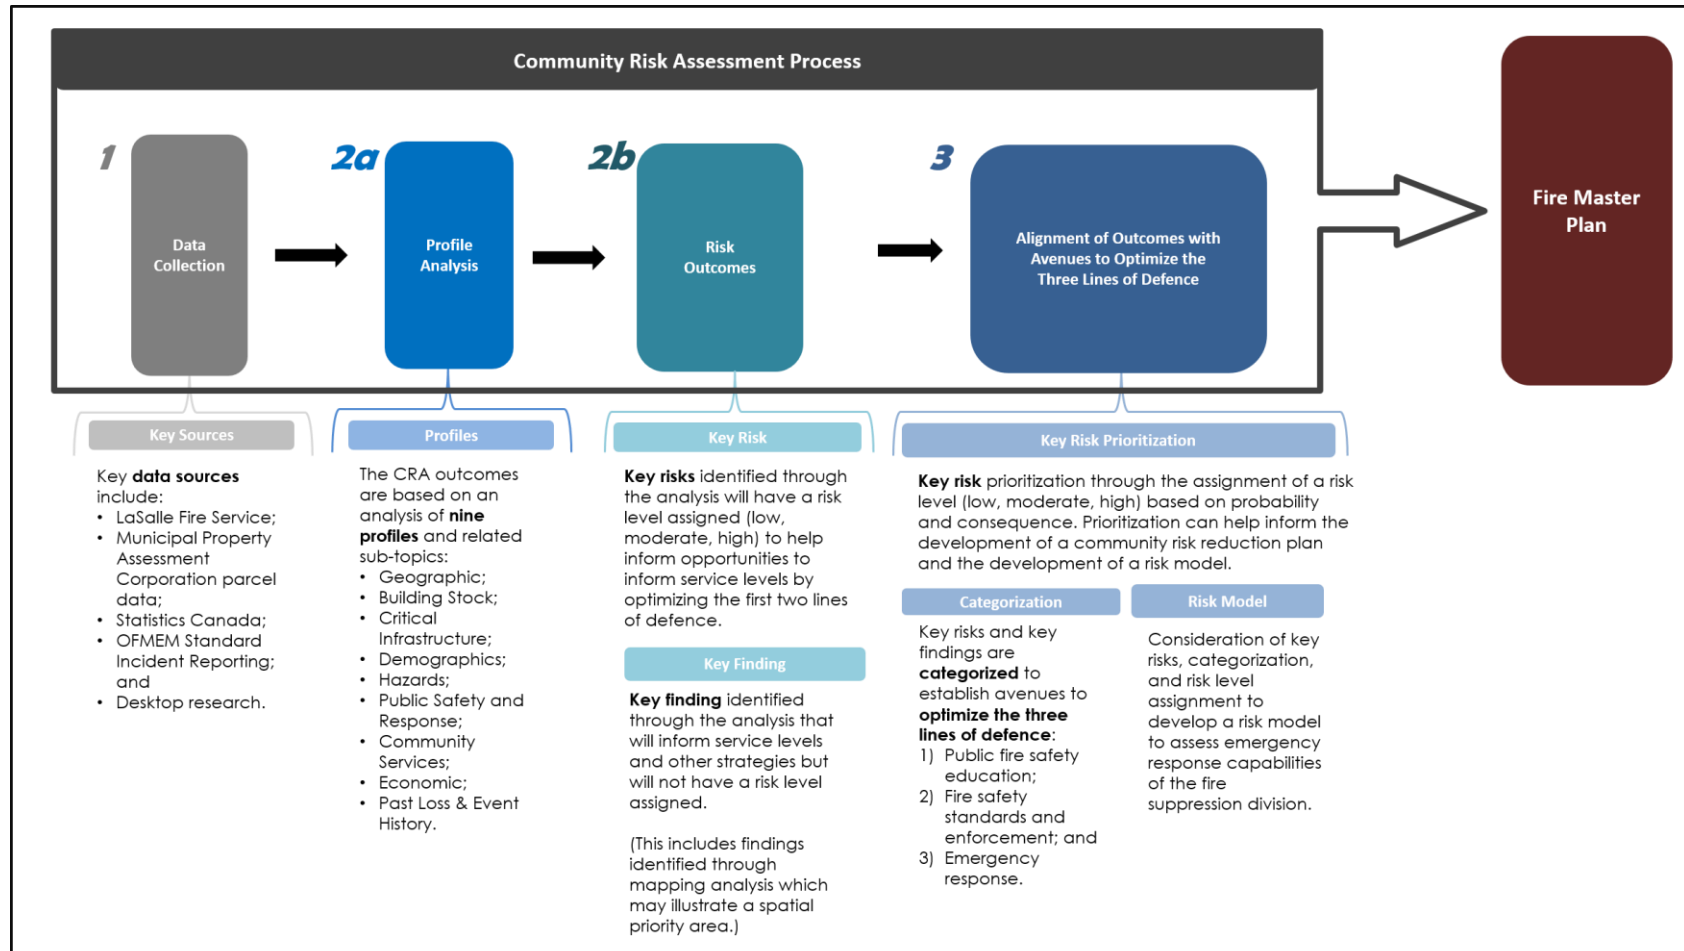 Community Risk Assessment Process
1
Data
Collection
2a
Profile
Analysis
2b
Risk
Outcomes
3
Alignment of Outcomes with
Avenues to Optimize the
Three Lines of Defence
Fire Master
Plan
Key Sources
Key data sources
include:
• LaSalle Fire Service;
• Municipal Property
Assessment
Corporation parcel
data;
• Statistics Canada;
• OFMEM Standard
Incident Reporting;
and
• Desktop research.
Profiles
The CRA outcomes
are based on an
analysis of nine
profiles and related
sub-topics:
• Geographic;
• Building Stock;
• Critical
Infrastructure;
• Demographics;
• Hazards;
• Public Safety and
Response;
• Community
Services;
• Economic;
• Past Loss & Event
History.
Key Risk
Key risks identified through
the analysis will have a risk
level assigned (low,
moderate, high) to help
inform opportunities to
inform service levels by
optimizing the first two lines
of defence.
Key Finding
Key finding identified
through the analysis that
will inform service levels
and other strategies but
will not have a risk level
assigned.
(This includes findings
identified through
mapping analysis which
may illustrate a spatial
priority area.)
Key Risk Prioritization
Key risk prioritization through the assignment of a risk
level (low, moderate, high) based on probability
and consequence. Prioritization can help inform the
development of a community risk reduction plan
and the development of a risk model.
Categorization
Key risks and key
findings are
categorized to
establish avenues to
optimize the three
lines of defence:
1) Public fire safety
education;
2) Fire safety
standards and
enforcement; and
3) Emergency
response.
Risk Model
Consideration of key
risks, categorization,
and risk level
assignment to
develop a risk model
to assess emergency
response capabilities
of the fire
suppression division.